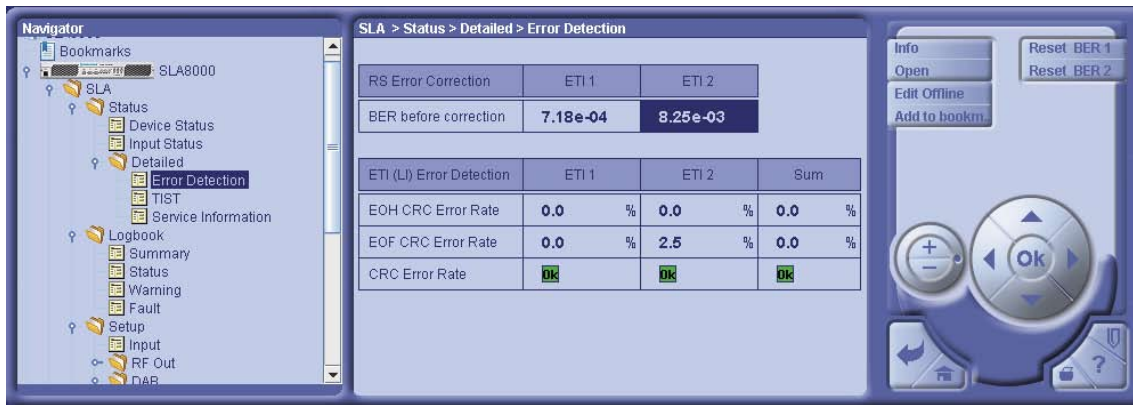 Navigator
Bookmarks
SLA8000
SLA
Status
Device Status
Input Status
Detailed
Error Detection
TIST
Service Information
Logbook
Summary
Status
Warning
Fault
Setup
Input
RF Out
DAB
SLA > Status > Detailed > Error Detection
RS Error Correction ETI 1 ETI 2
BER before correction 7.18e-04 8.25e-03
ETI (LI) Error Detection ETI 1 ETI 2 Sum
EOH CRC Error Rate 0.0 % 0.0 % 0.0 %
EOF CRC Error Rate 0.0 % 2.5 % 0.0 %
CRC Error Rate Ok Ok Ok
Info Reset BER 1
Open Reset BER 2
Edit Offline
Add to bookm.
+
−
Ok
?